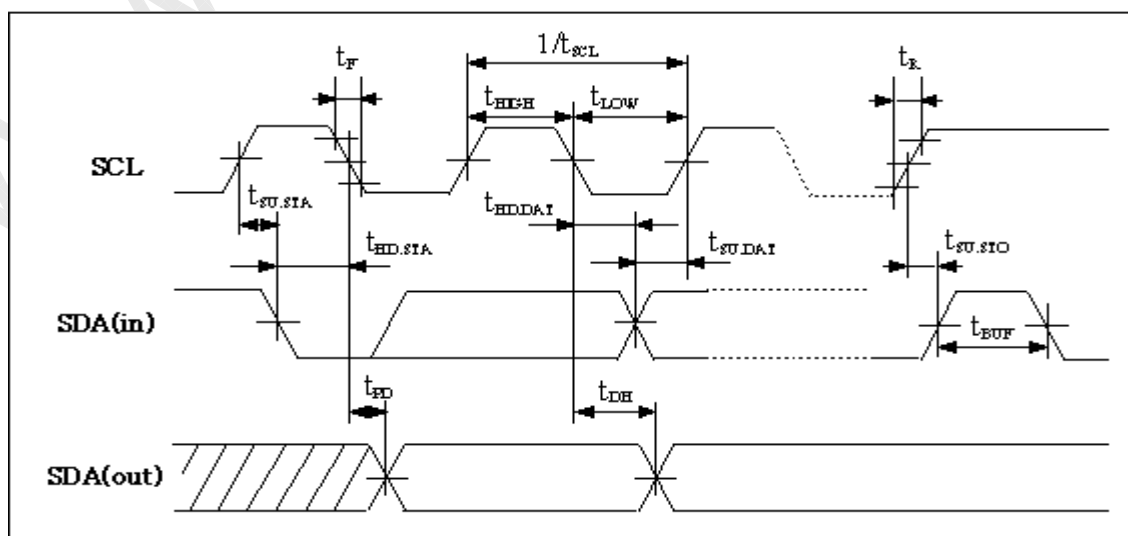 1/tSCL
tF
tR
tHIGH
tLOW
SCL
tSU.STA
tHD.DAT
tHD.STA
tSU.DAT
tSU.STO
SDA(in)
tBUF
tPD
tDH
SDA(out)